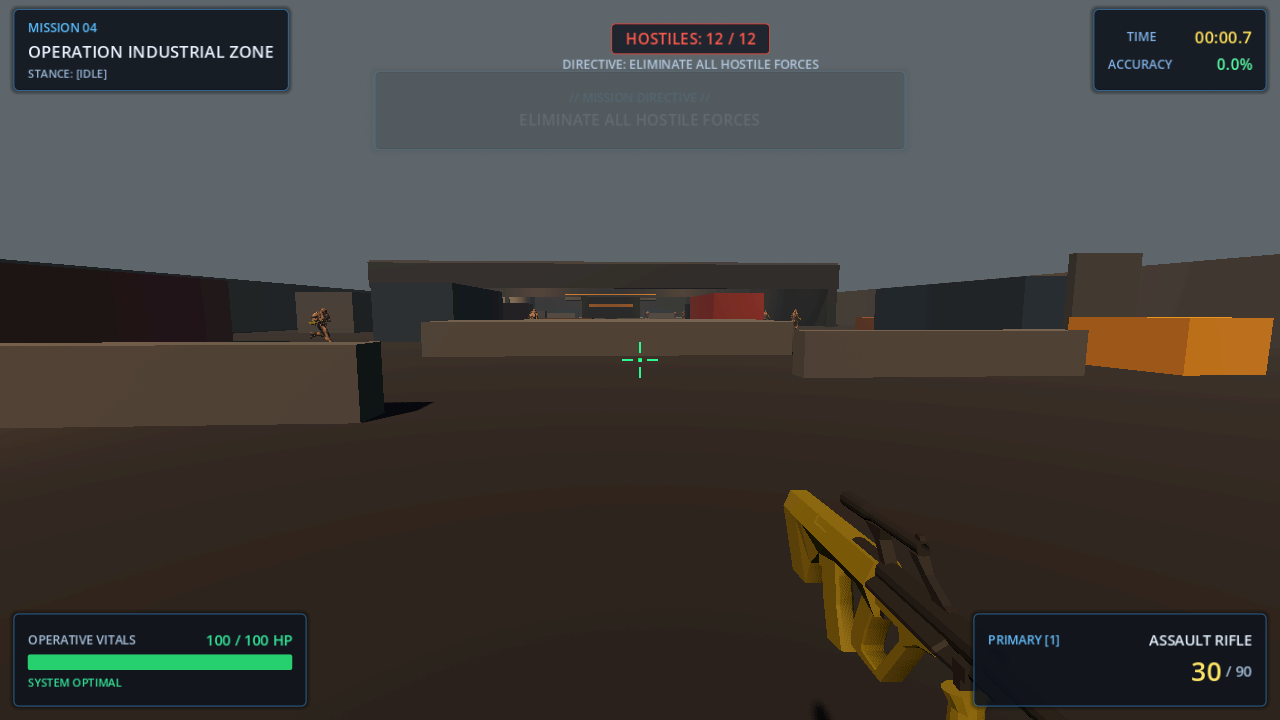 MISSION 04
OPERATION INDUSTRIAL ZONE
STANCE: [IDLE]
HOSTILES: 12 / 12
DIRECTIVE: ELIMINATE ALL HOSTILE FORCES
// MISSION DIRECTIVE //
ELIMINATE ALL HOSTILE FORCES
TIME 00:00.7
ACCURACY 0.0%
OPERATIVE VITALS 100 / 100 HP
SYSTEM OPTIMAL
PRIMARY [1] ASSAULT RIFLE
30 / 90